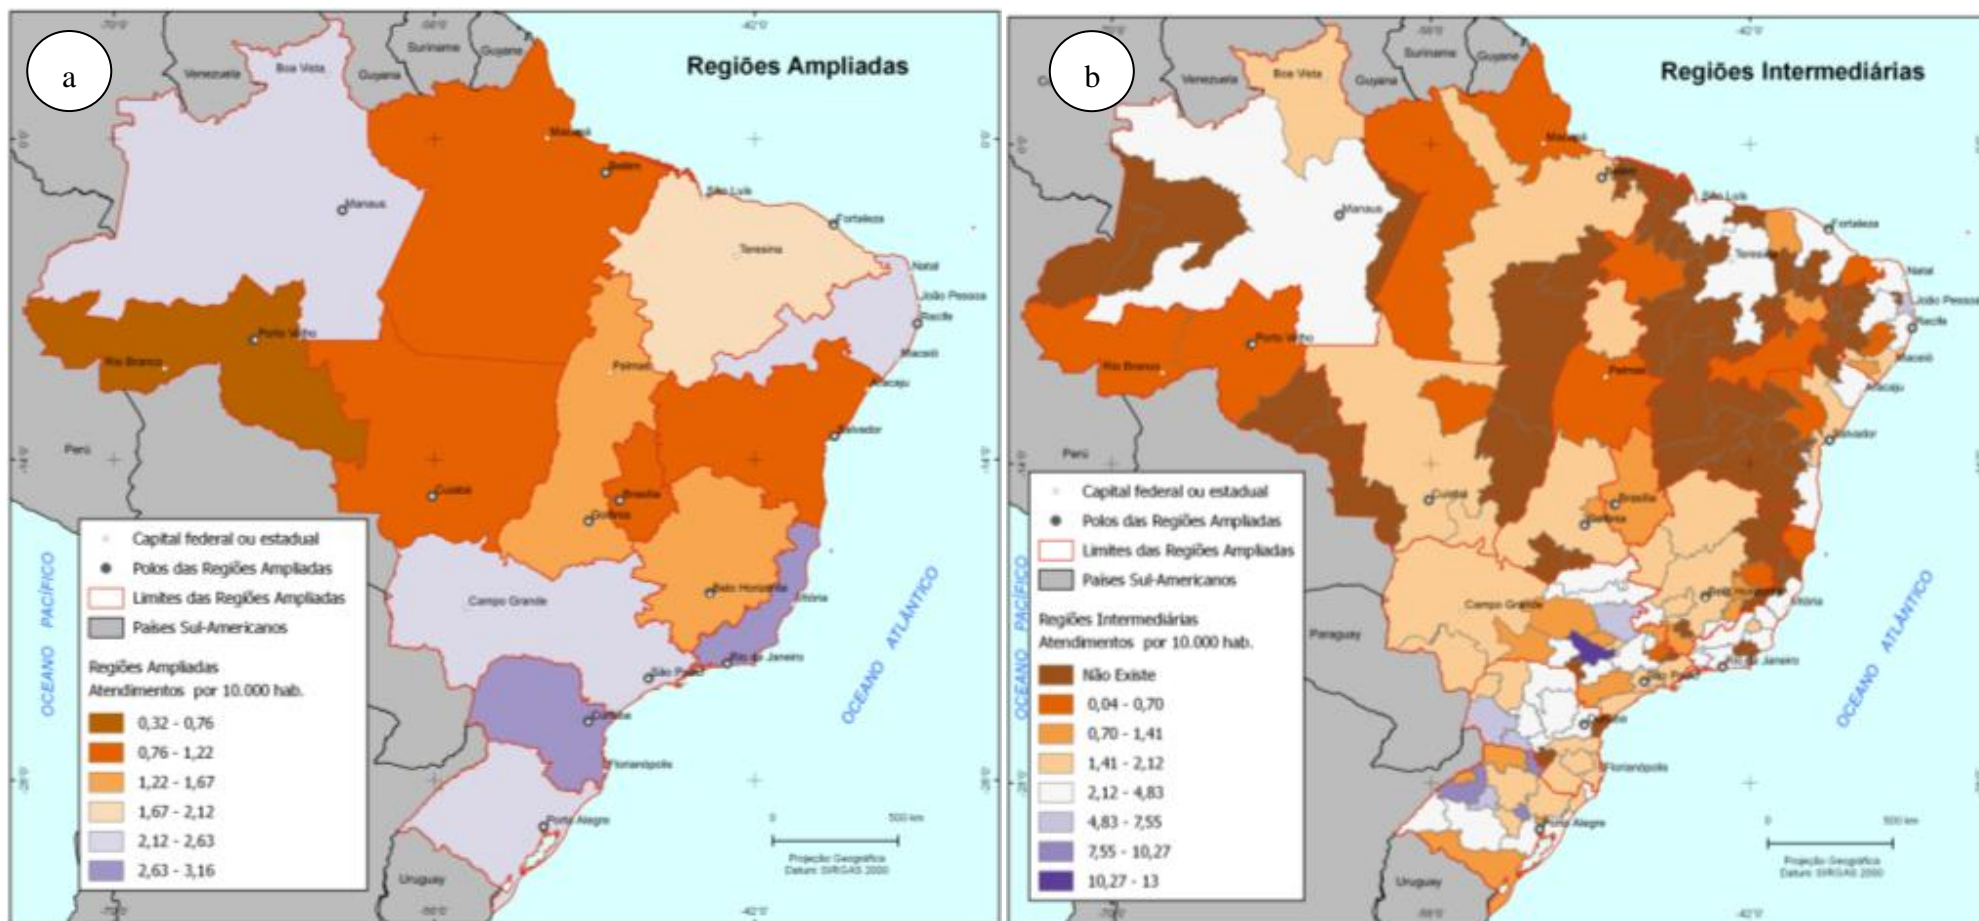 a
Regiões Ampliadas
Suriname
Guyane
Venezuela
Boa Vista
Guyana
Macapá
Belém
São Luís
Manaus
Fortaleza
Teresina
Natal
João Pessoa
Recife
Porto Velho
Rio Branco
Maceió
Palmas
Aracaju
Salvador
Perú
Cuiabá
Brasília
Goiânia
Capital federal ou estadual
Polos das Regiões Ampliadas
Limites das Regiões Ampliadas
Países Sul-Americanos
Regiões Ampliadas
Atendimentos por 10.000 hab.
0,32 - 0,76
0,76 - 1,22
1,22 - 1,67
1,67 - 2,12
2,12 - 2,63
2,63 - 3,16
OCEANO PACÍFICO
Belo Horizonte
Vitória
Campo Grande
Rio de Janeiro
São Paulo
OCEANO ATLÂNTICO
Curitiba
Florianópolis
Porto Alegre
Uruguay
0 500 km
Projeção Geográfica
Datum: SIRGAS 2000
b
Regiões Intermediárias
Suriname
Guyane
Venezuela
Boa Vista
Guyana
Macapá
Belém
São Luís
Manaus
Fortaleza
Teresina
Natal
João Pessoa
Recife
Porto Velho
Rio Branco
Maceió
Palmas
Aracaju
Salvador
Perú
Cuiabá
Brasília
Goiânia
Capital federal ou estadual
Polos das Regiões Ampliadas
Limites das Regiões Ampliadas
Países Sul-Americanos
Regiões Intermediárias
Atendimentos por 10.000 hab.
Não Existe
0,04 - 0,70
0,70 - 1,41
1,41 - 2,12
2,12 - 4,83
4,83 - 7,55
7,55 - 10,27
10,27 - 13
OCEANO PACÍFICO
Belo Horizonte
Vitória
Campo Grande
Paraguay
Rio de Janeiro
São Paulo
OCEANO ATLÂNTICO
Curitiba
Florianópolis
Porto Alegre
Uruguay
0 500 km
Projeção Geográfica
Datum: SIRGAS 2000